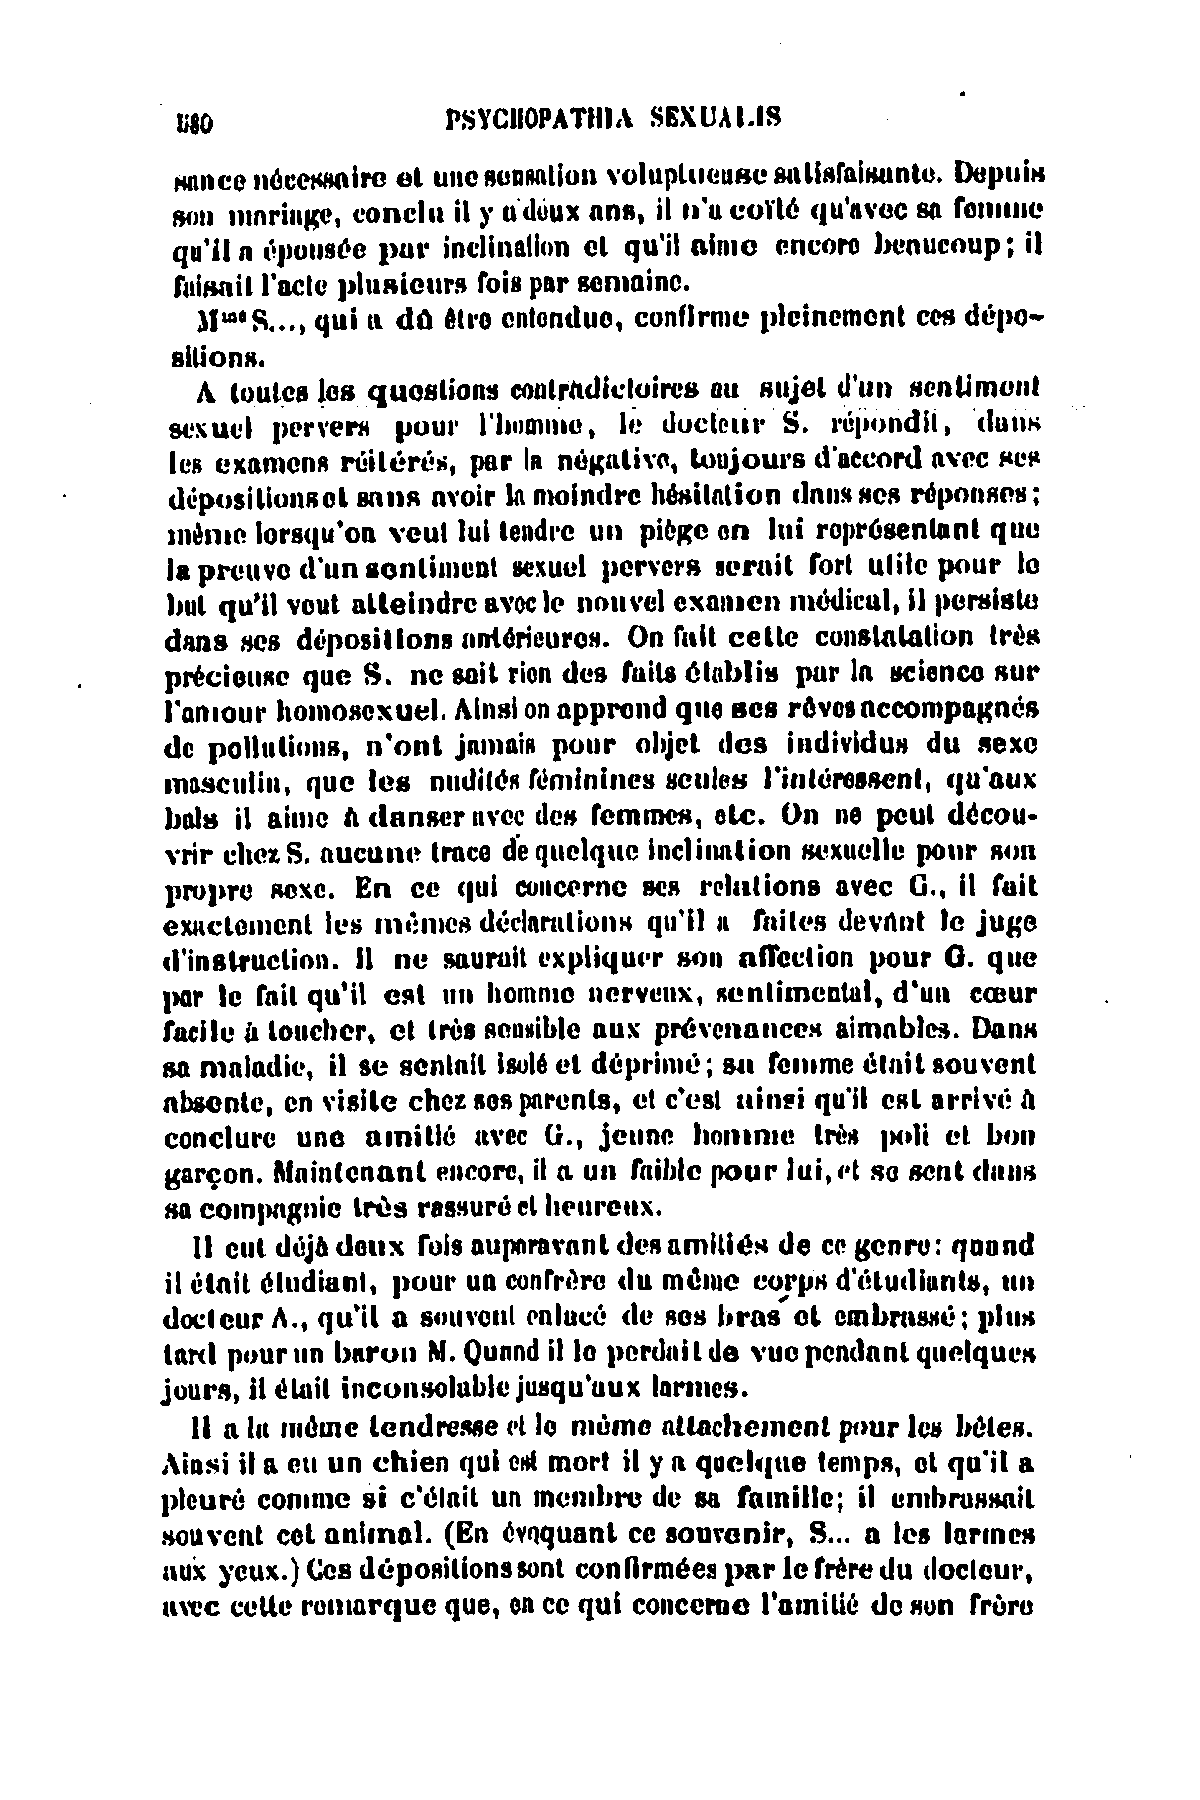 580 PSYCHOPATHIA SEXUALIS
sance nécessaire et une sensation voluptueuse satisfaisante. Depuis
son mariage, conclu il y a deux ans, il n'a coïté qu'avec sa femme
qu'il a épousée par inclination et qu'il aime encore beaucoup; il
faisait l'acte plusieurs fois par semaine.
Mme S..., qui a dû être entendue, confirme pleinement ces dépo-
sitions.
A toutes les questions contradictoires au sujet d'un sentiment
sexuel pervers pour l'homme, le docteur S. répondit, dans
les examens réitérés, par la négative, toujours d'accord avec ses
dépositions et sans avoir la moindre hésitation dans ses réponses;
même lorsqu'on veut lui tendre un piège en lui représentant que
la preuve d'un sentiment sexuel pervers serait fort utile pour le
but qu'il veut atteindre avec le nouvel examen médical, il persiste
dans ses dépositions antérieures. On fait cette constatation très
précieuse que S. ne sait rien des faits établis par la science sur
l'amour homosexuel. Ainsi on apprend que ses rêves accompagnés
de pollutions, n'ont jamais pour objet des individus du sexe
masculin, que les nudités féminines seules l'intéressent, qu'aux
bals il aime à danser avec des femmes, etc. On ne peut décou-
vrir chez S. aucune trace de quelque inclination sexuelle pour son
propre sexe. En ce qui concerne ses relations avec G., il fait
exactement les mêmes déclarations qu'il a faites devant le juge
d'instruction. Il ne saurait expliquer son affection pour G. que
par le fait qu'il est un homme nerveux, sentimental, d'un cœur
facile à toucher, et très sensible aux prévenances aimables. Dans
sa maladie, il se sentait isolé et déprimé; sa femme était souvent
absente, en visite chez ses parents, et c'est ainsi qu'il est arrivé à
conclure une amitié avec G., jeune homme très poli et bon
garçon. Maintenant encore, il a un faible pour lui, et se sent dans
sa compagnie très rassuré et heureux.
Il eut déjà deux fois auparavant des amitiés de ce genre: quand
il était étudiant, pour un confrère du même corps d'étudiants, un
docteur A., qu'il a souvent enlacé de ses bras et embrassé; plus
tard pour un baron M. Quand il le perdait de vue pendant quelques
jours, il était inconsolable jusqu'aux larmes.
Il a la même tendresse et le même attachement pour les bêtes.
Ainsi il a eu un chien qui est mort il y a quelque temps, et qu'il a
pleuré comme si c'était un membre de sa famille; il embrassait
souvent cet animal. (En évoquant ce souvenir, S... a les larmes
aux yeux.) Ces dépositions sont confirmées par le frère du docteur,
avec cette remarque que, en ce qui concerne l'amitié de son frère